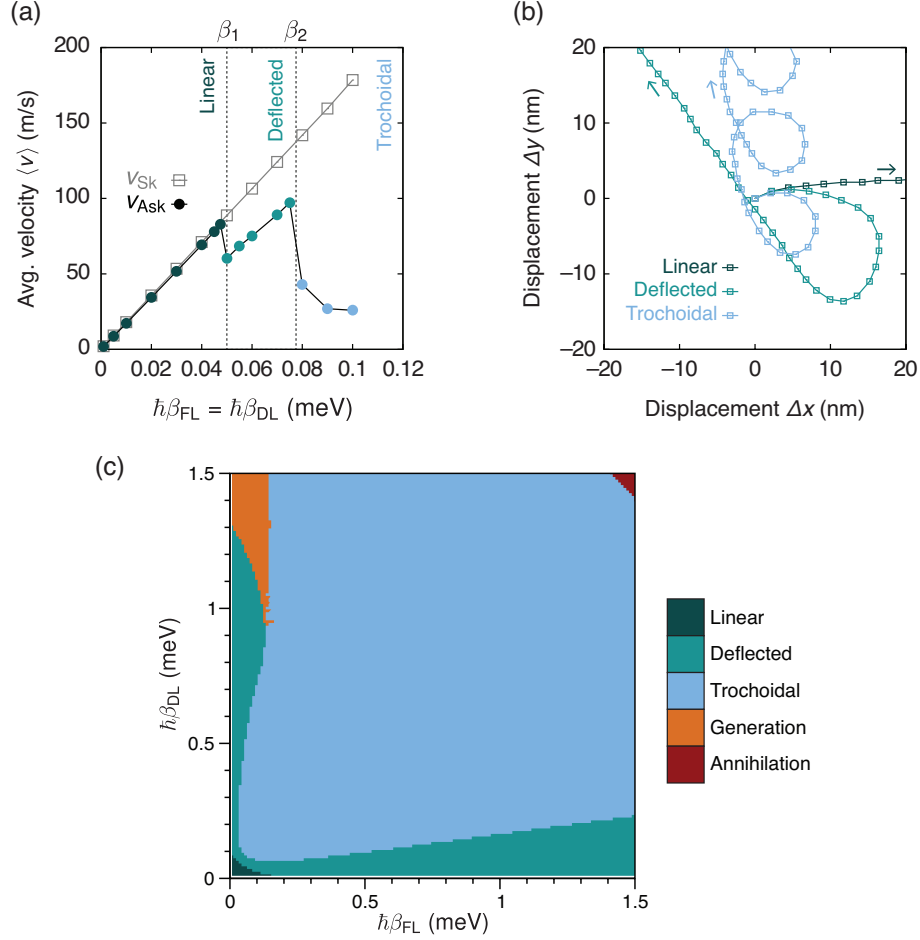 (a)
β1 β2
200
150
100
50
0
Avg. velocity ⟨v⟩ (m/s)
Linear
Deflected
Trochoidal
vSk
vASk
0 0.02 0.04 0.06 0.08 0.1 0.12
ℏβFL = ℏβDL (meV)
(b)
20
10
0
−10
−20
Displacement Δy (nm)
Linear
Deflected
Trochoidal
−20 −10 0 10 20
Displacement Δx (nm)
(c)
1.5
1
0.5
0
ℏβDL (meV)
0 0.5 1 1.5
ℏβFL (meV)
Linear
Deflected
Trochoidal
Generation
Annihilation